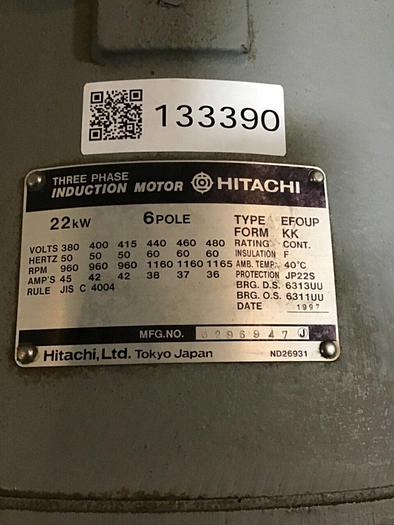 133390
THREE PHASE
INDUCTION MOTOR HITACHI
22kW 6POLE
TYPE EFOUP
FORM KK
VOLTS 380 400 415 440 460 480
RATING CONT.
HERTZ 50 50 50 60 60 60
INSULATION F
RPM 960 960 960 1160 1160 1165
AMB. TEMP. 40°C
AMP'S 45 42 42 38 37 36
PROTECTION JP22S
RULE JIS C 4004
BRG. D.S. 6313UU
BRG. O.S. 6311UU
DATE 1997
MFG.NO. 0296947 J
Hitachi, Ltd. Tokyo Japan ND26931